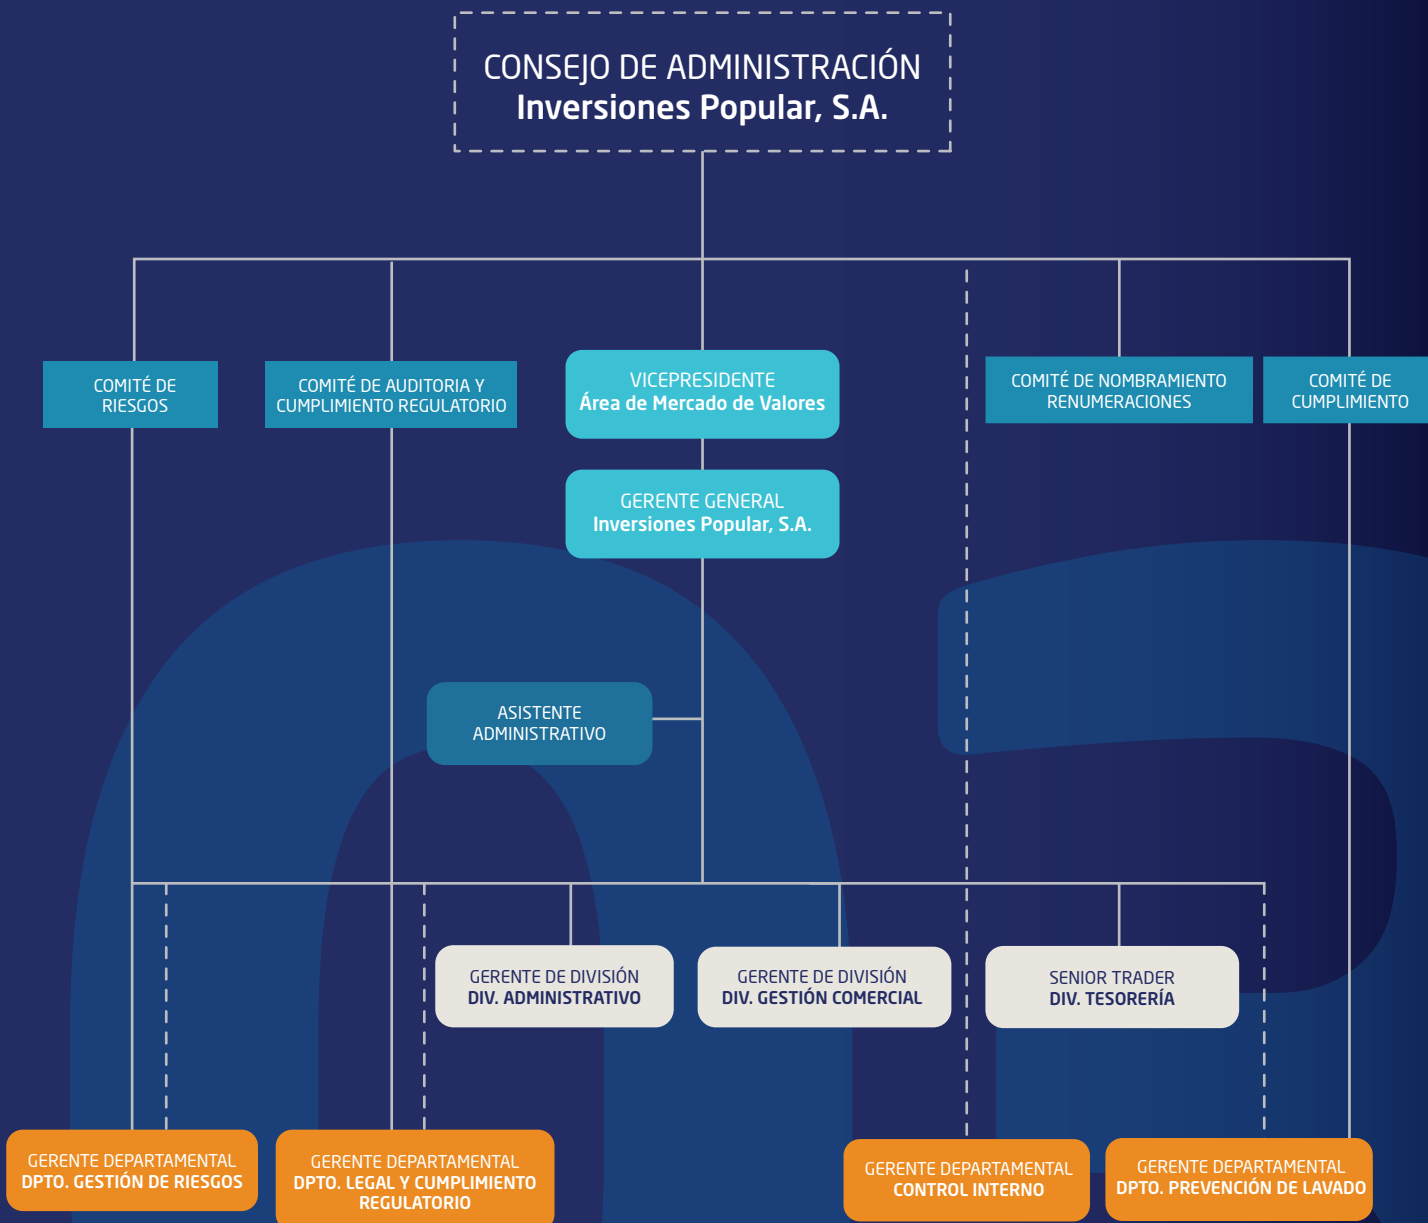 CONSEJO DE ADMINISTRACIÓN
Inversiones Popular, S.A.
COMITÉ DE
RIESGOS
COMITÉ DE AUDITORIA Y
CUMPLIMIENTO REGULATORIO
VICEPRESIDENTE
Área de Mercado de Valores
COMITÉ DE NOMBRAMIENTO
RENUMERACIONES
COMITÉ DE
CUMPLIMIENTO
GERENTE GENERAL
Inversiones Popular, S.A.
ASISTENTE
ADMINISTRATIVO
GERENTE DE DIVISIÓN
DIV. ADMINISTRATIVO
GERENTE DE DIVISIÓN
DIV. GESTIÓN COMERCIAL
SENIOR TRADER
DIV. TESORERÍA
GERENTE DEPARTAMENTAL
DPTO. GESTIÓN DE RIESGOS
GERENTE DEPARTAMENTAL
DPTO. LEGAL Y CUMPLIMIENTO
REGULATORIO
GERENTE DEPARTAMENTAL
CONTROL INTERNO
GERENTE DEPARTAMENTAL
DPTO. PREVENCIÓN DE LAVADO